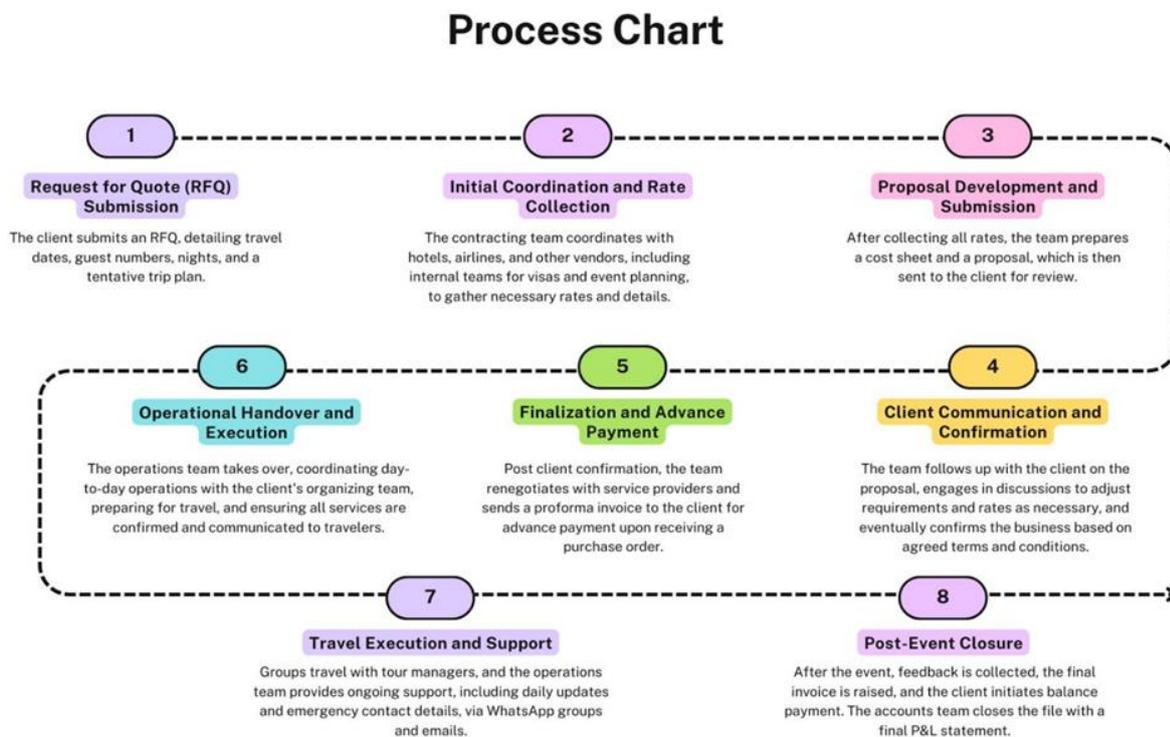 Process Chart
1
2
3
Request for Quote (RFQ)
Submission
The client submits an RFQ, detailing travel
dates, guest numbers, nights, and a
tentative trip plan.
Initial Coordination and Rate
Collection
The contracting team coordinates with
hotels, airlines, and other vendors, including
internal teams for visas and event planning,
to gather necessary rates and details.
Proposal Development and
Submission
After collecting all rates, the team prepares
a cost sheet and a proposal, which is then
sent to the client for review.
4
Client Communication and
Confirmation
The team follows up with the client on the
proposal, engages in discussions to adjust
requirements and rates as necessary, and
eventually confirms the business based on
agreed terms and conditions.
5
Finalization and Advance
Payment
Post client confirmation, the team
renegotiates with service providers and
sends a proforma invoice to the client for
advance payment upon receiving a
purchase order.
6
Operational Handover and
Execution
The operations team takes over, coordinating day-
to-day operations with the client's organizing team,
preparing for travel, and ensuring all services are
confirmed and communicated to travelers.
7
Travel Execution and Support
Groups travel with tour managers, and the operations
team provides ongoing support, including daily updates
and emergency contact details, via WhatsApp groups
and emails.
8
Post-Event Closure
After the event, feedback is collected, the final
invoice is raised, and the client initiates balance
payment. The accounts team closes the file with a
final P&L statement.